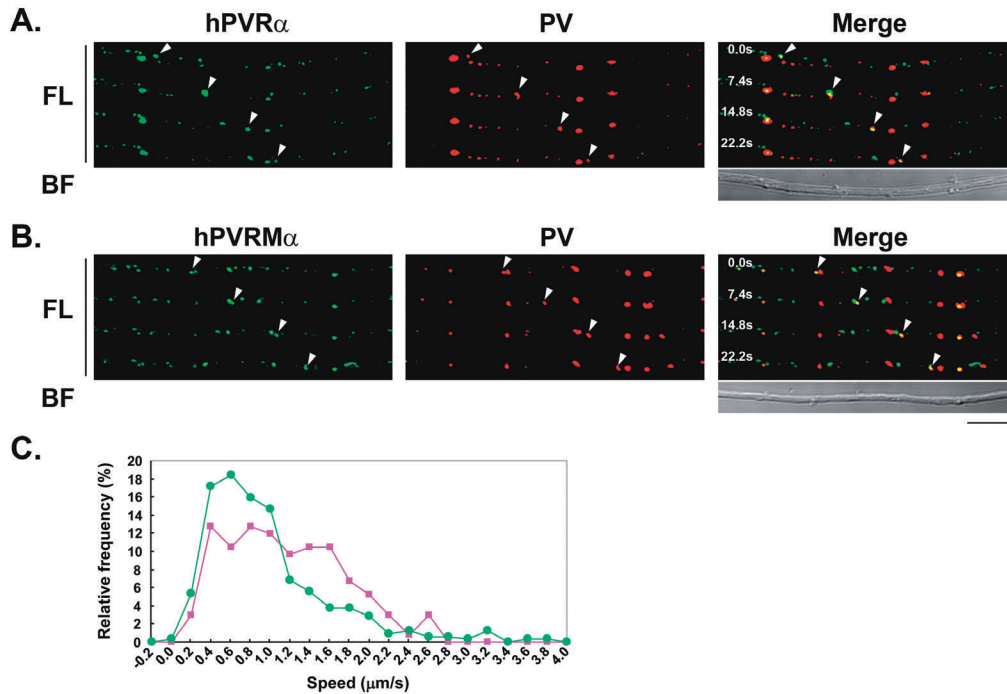 A.
hPVRα PV Merge
FL
0.0s
7.4s
14.8s
22.2s
BF
B.
hPVRMα PV Merge
FL
0.0s
7.4s
14.8s
22.2s
BF
C.
Relative frequency (%)
20
18
16
14
12
10
8
6
4
2
0
-0.2 0.0 0.2 0.4 0.6 0.8 1.0 1.2 1.4 1.6 1.8 2.0 2.2 2.4 2.6 2.8 3.0 3.2 3.4 3.6 3.8 4.0
Speed (μm/s)